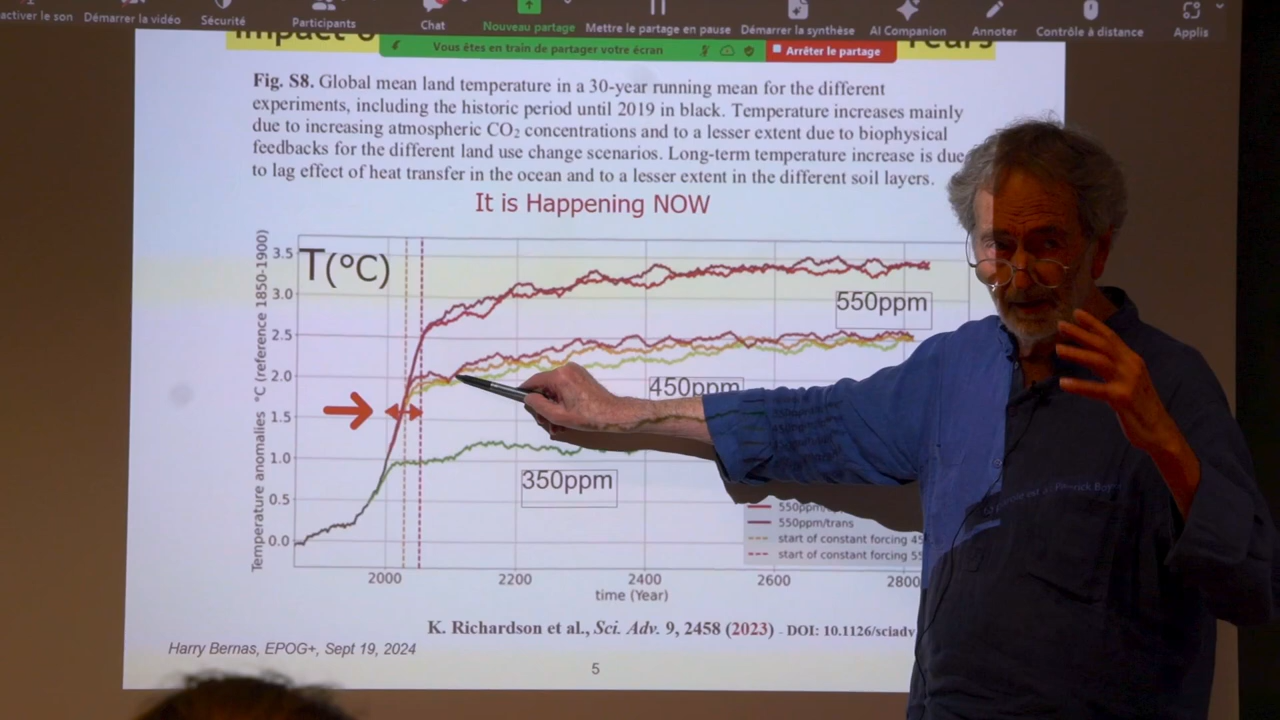 activer le son
Démarrer la vidéo
Sécurité
Participants
Chat
Nouveau partage
Mettre le partage en pause
Démarrer la synthèse
AI Companion
Annoter
Contrôle à distance
Applis
Vous êtes en train de partager votre écran
Arrêter le partage
Fig. S8. Global mean land temperature in a 30-year running mean for the different
experiments, including the historic period until 2019 in black. Temperature increases mainly
due to increasing atmospheric CO₂ concentrations and to a lesser extent due to biophysical
feedbacks for the different land use change scenarios. Long-term temperature increase is due
to lag effect of heat transfer in the ocean and to a lesser extent in the different soil layers.
It is Happening NOW
T(°C)
Temperature anomalies °C (reference 1850-1900)
3.5
3.0
2.5
2.0
1.5
1.0
0.5
0.0
550ppm
450ppm
350ppm
550ppm/
550ppm/trans
start of constant forcing 45
start of constant forcing 55
2000
2200
2400
2600
2800
time (Year)
K. Richardson et al., Sci. Adv. 9, 2458 (2023) - DOI: 10.1126/sciadv
Harry Bernas, EPOG+, Sept 19, 2024
5